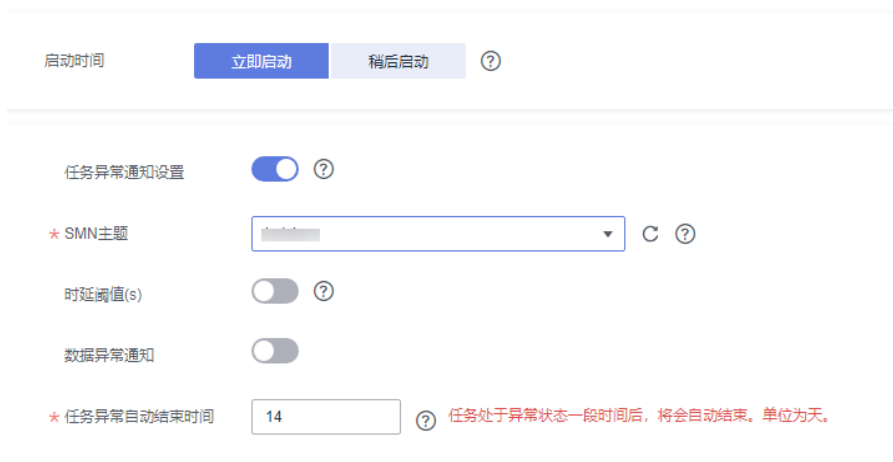 启动时间 立即启动 稍后启动 ?
任务异常通知设置 ?
* SMN主题 ?
时延阈值(s) ?
数据异常通知
* 任务异常自动结束时间 14 ? 任务处于异常状态一段时间后，将会自动结束。单位为天。